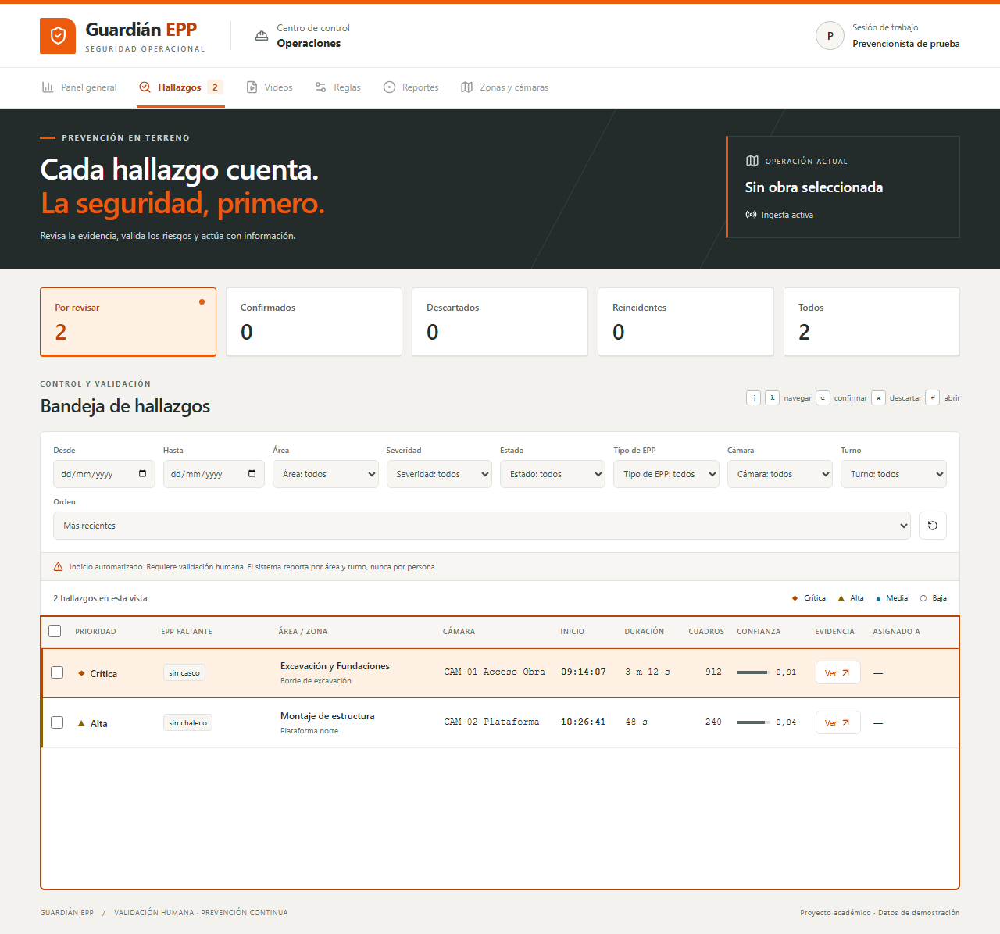 Guardián EPP
SEGURIDAD OPERACIONAL
Centro de control
Operaciones
P
Sesión de trabajo
Prevencionista de prueba
Panel general
Hallazgos 2
Videos
Reglas
Reportes
Zonas y cámaras
PREVENCIÓN EN TERRENO
Cada hallazgo cuenta.
La seguridad, primero.
Revisa la evidencia, valida los riesgos y actúa con información.
OPERACIÓN ACTUAL
Sin obra seleccionada
Ingesta activa
Por revisar
2
Confirmados
0
Descartados
0
Reincidentes
0
Todos
2
CONTROL Y VALIDACIÓN
Bandeja de hallazgos
j k navegar c confirmar x descartar ↵ abrir
Desde
dd/mm/yyyy
Hasta
dd/mm/yyyy
Área
Área: todos
Severidad
Severidad: todos
Estado
Estado: todos
Tipo de EPP
Tipo de EPP: todos
Cámara
Cámara: todos
Turno
Turno: todos
Orden
Más recientes
Indicio automatizado. Requiere validación humana. El sistema reporta por área y turno, nunca por persona.
2 hallazgos en esta vista
Crítica Alta Media Baja
PRIORIDAD EPP FALTANTE ÁREA / ZONA CÁMARA INICIO DURACIÓN CUADROS CONFIANZA EVIDENCIA ASIGNADO A
Crítica sin casco Excavación y Fundaciones CAM-01 Acceso Obra 09:14:07 3 m 12 s 912 0,91 Ver —
Borde de excavación
Alta sin chaleco Montaje de estructura CAM-02 Plataforma 10:26:41 48 s 240 0,84 Ver —
Plataforma norte
GUARDIÁN EPP / VALIDACIÓN HUMANA · PREVENCIÓN CONTINUA
Proyecto académico · Datos de demostración